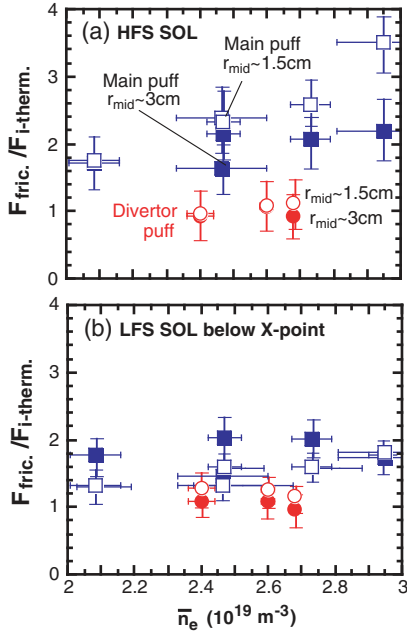 (a) HFS SOL
Main puff
r_mid~1.5cm
Main puff
r_mid~3cm
Divertor
puff
r_mid~1.5cm
r_mid~3cm
F_fric. /F_i-therm.
4
3
2
1
0
(b) LFS SOL below X-point
F_fric. /F_i-therm.
4
3
2
1
0
2 2.2 2.4 2.6 2.8 3
n̄_e (10^19 m^-3)